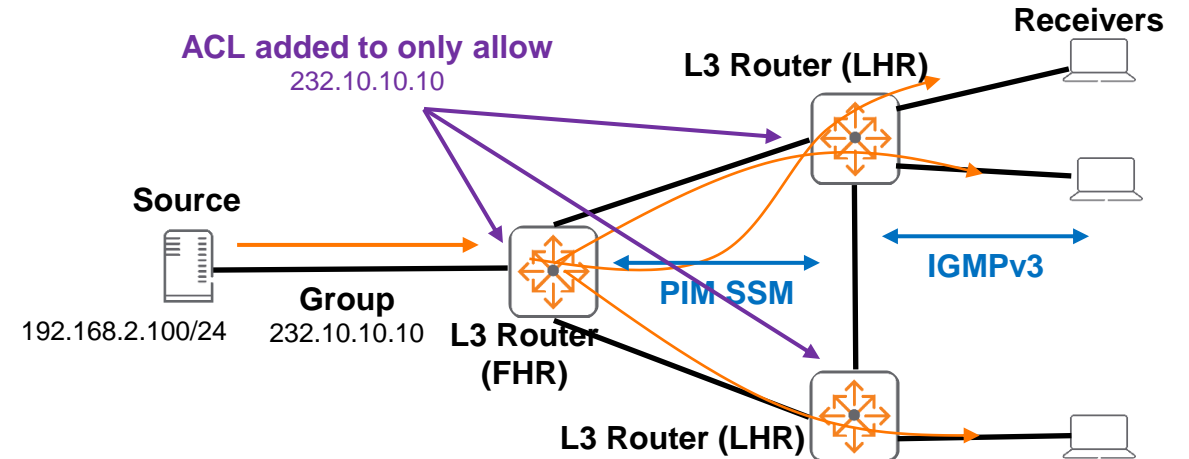 Receivers
ACL added to only allow
232.10.10.10
L3 Router (LHR)
Source
IGMPv3
PIM SSM
Group
192.168.2.100/24
232.10.10.10
L3 Router
(FHR)
L3 Router (LHR)